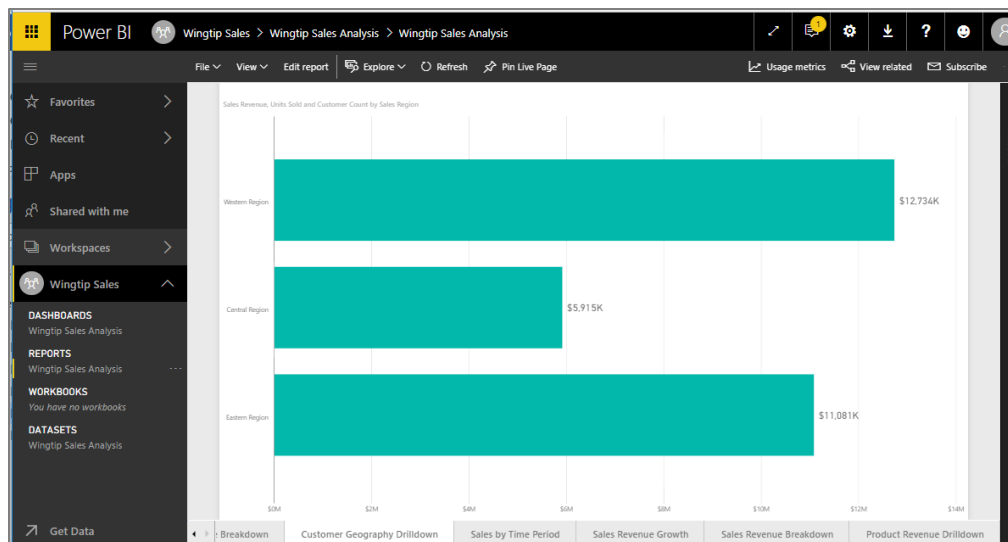 Power BI
Wingtip Sales > Wingtip Sales Analysis > Wingtip Sales Analysis
1
?
File View Edit report Explore Refresh Pin Live Page Usage metrics View related Subscribe
Favorites
Recent
Apps
Shared with me
Workspaces
Wingtip Sales
DASHBOARDS
Wingtip Sales Analysis
REPORTS
Wingtip Sales Analysis
WORKBOOKS
You have no workbooks
DATASETS
Wingtip Sales Analysis
Get Data
Sales Revenue, Units Sold and Customer Count by Sales Region
Western Region
$12,734K
Central Region
$5,915K
Eastern Region
$11,081K
$0M $2M $4M $6M $8M $10M $12M $14M
Breakdown Customer Geography Drilldown Sales by Time Period Sales Revenue Growth Sales Revenue Breakdown Product Revenue Drilldown